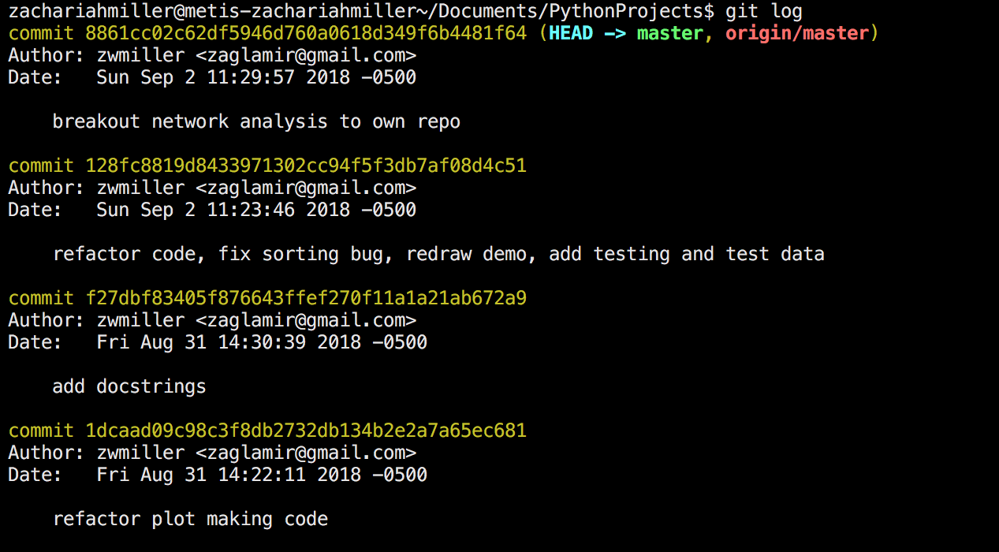 zachariahmiller@metis-zachariahmiller~/Documents/PythonProjects$ git log
commit 8861cc02c62df5946d760a0618d349f6b4481f64 (HEAD -> master, origin/master)
Author: zwmiller <zaglamir@gmail.com>
Date:   Sun Sep 2 11:29:57 2018 -0500
breakout network analysis to own repo
commit 128fc8819d8433971302cc94f5f3db7af08d4c51
Author: zwmiller <zaglamir@gmail.com>
Date:   Sun Sep 2 11:23:46 2018 -0500
refactor code, fix sorting bug, redraw demo, add testing and test data
commit f27dbf83405f876643ffef270f11a1a21ab672a9
Author: zwmiller <zaglamir@gmail.com>
Date:   Fri Aug 31 14:30:39 2018 -0500
add docstrings
commit 1dcaad09c98c3f8db2732db134b2e2a7a65ec681
Author: zwmiller <zaglamir@gmail.com>
Date:   Fri Aug 31 14:22:11 2018 -0500
refactor plot making code